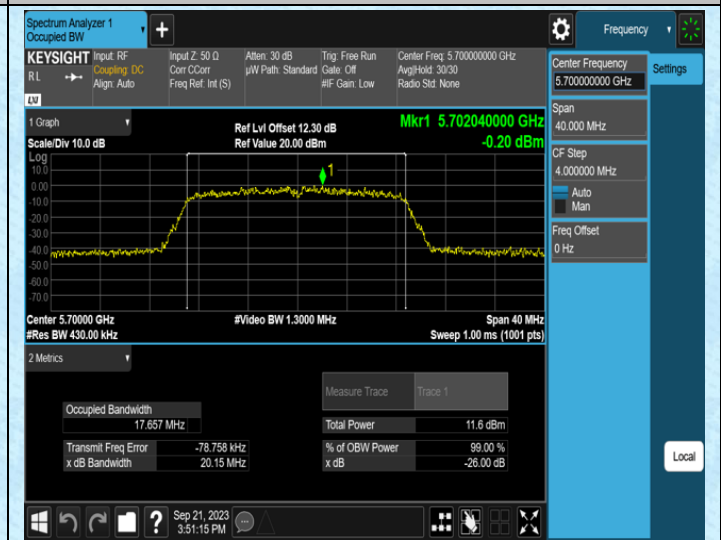 Spectrum Analyzer 1
Occupied BW
+
Frequency
KEYSIGHT
RL
LXI
Input: RF
Coupling: DC
Align: Auto
Input Z: 50 Ω
Corr CCorr
Freq Ref: Int (S)
Atten: 30 dB
µW Path: Standard
Trig: Free Run
Gate: Off
#IF Gain: Low
Center Freq: 5.700000000 GHz
Avg|Hold: 30/30
Radio Std: None
Center Frequency
5.700000000 GHz
Settings
Span
40.000 MHz
CF Step
4.000000 MHz
Auto
Man
Freq Offset
0 Hz
1 Graph
Scale/Div 10.0 dB
Ref Lvl Offset 12.30 dB
Ref Value 20.00 dBm
Mkr1 5.702040000 GHz
-0.20 dBm
Log
10.0
0.00
-10.0
-20.0
-30.0
-40.0
-50.0
-60.0
-70.0
1
Center 5.70000 GHz
#Res BW 430.00 kHz
#Video BW 1.3000 MHz
Span 40 MHz
Sweep 1.00 ms (1001 pts)
2 Metrics
Measure Trace Trace 1
Occupied Bandwidth
17.657 MHz
Total Power 11.6 dBm
Transmit Freq Error -78.758 kHz
% of OBW Power 99.00 %
x dB Bandwidth 20.15 MHz
x dB -26.00 dB
Local
?
Sep 21, 2023
3:51:15 PM